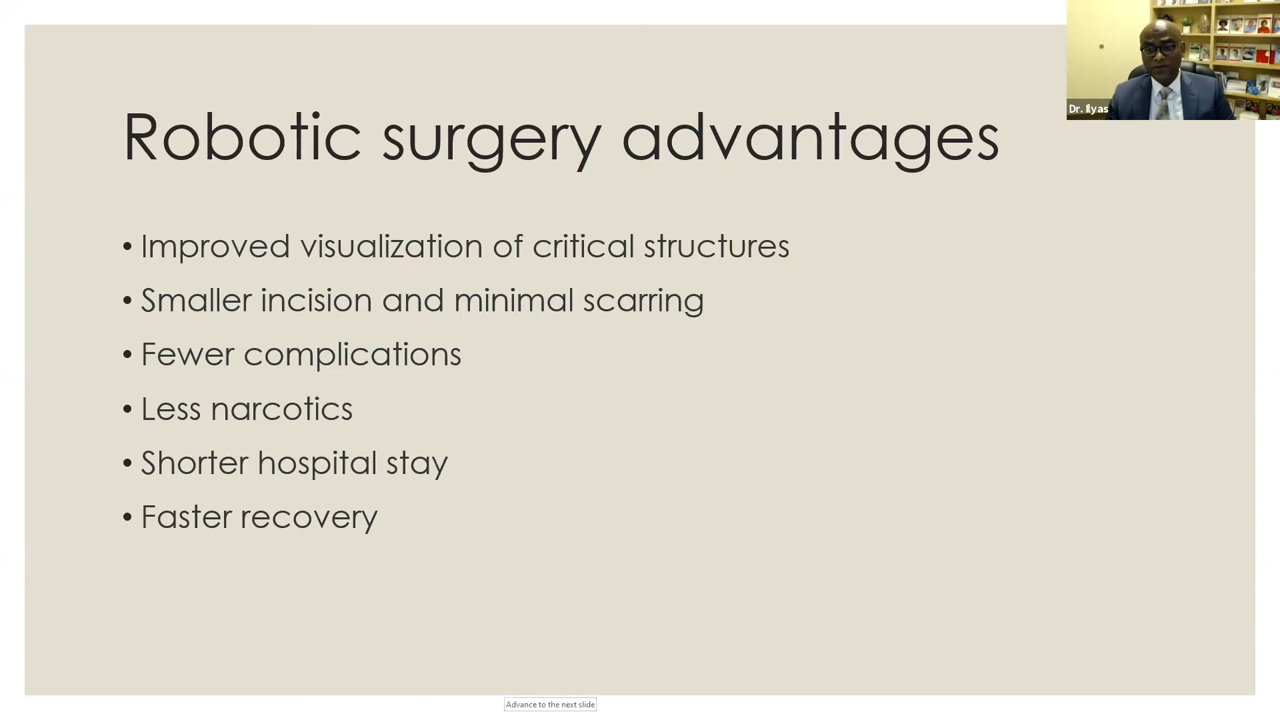 Robotic surgery advantages
Dr. Ilyas
• Improved visualization of critical structures
• Smaller incision and minimal scarring
• Fewer complications
• Less narcotics
• Shorter hospital stay
• Faster recovery
Advance to the next slide